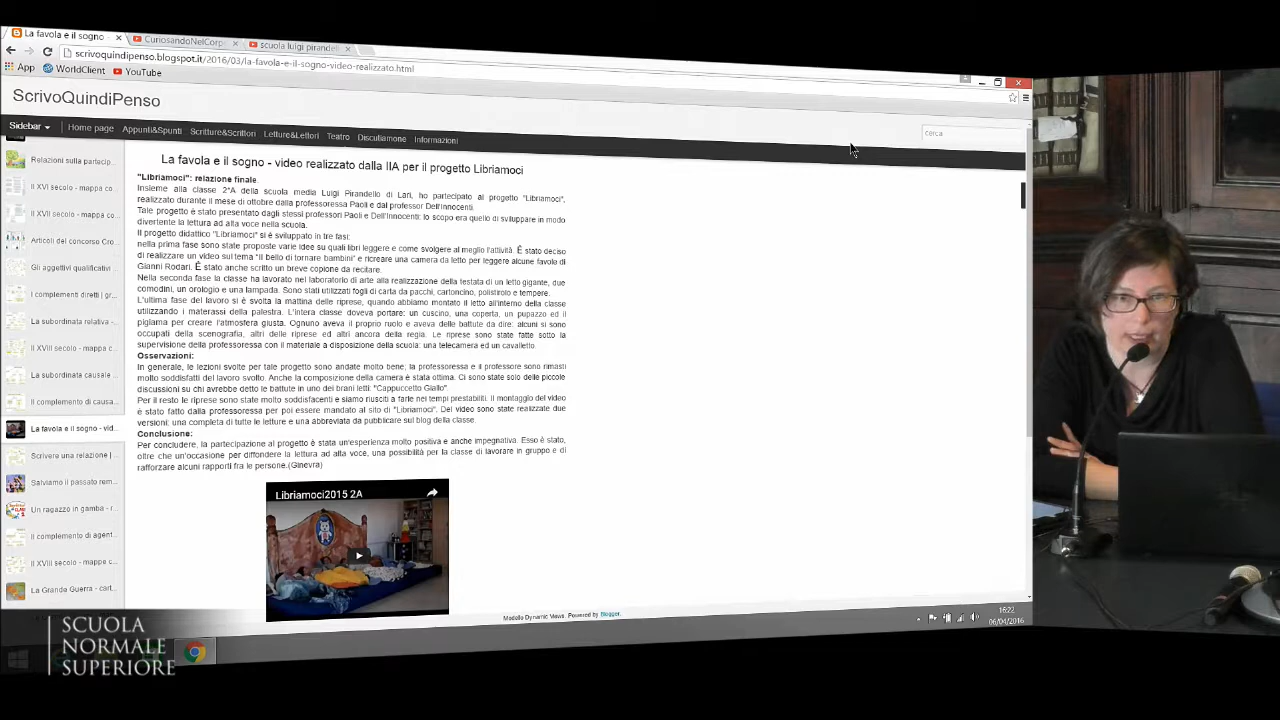 La favola e il sogno -
CuriosandoNelCorp
scuola luigi pirandel
scrivoquindipenso.blogspot.it/2016/03/la-favola-e-il-sogno-video-realizzato.html
App WorldClient YouTube
ScrivoQuindiPenso
cerca
Sidebar Home page Appunti&Spunti Scritture&Scrittori Letture&Lettori Teatro Discutiamone Informazioni
Relazioni sulla partecip...
Il XVI secolo - mappa co...
Il XVII secolo - mappa co...
Articoli del concorso Cro...
Gli aggettivi qualificativi
I complementi diretti | gr...
La subordinata relativa -
Il XVIII secolo - mappa c...
La subordinata causale
Il complemento di causa...
La favola e il sogno - vid...
Scrivere una relazione |
Salviamo il passato rem...
Un ragazzo in gamba - r...
Il complemento di agent...
Il XVIII secolo - mappe c...
La Grande Guerra - cart...
La favola e il sogno - video realizzato dalla IIA per il progetto Libriamoci
"Libriamoci": relazione finale.
Insieme alla classe 2°A della scuola media Luigi Pirandello di Lari, ho partecipato al progetto "Libriamoci",
realizzato durante il mese di ottobre dalla professoressa Paoli e dal professor Dell'Innocenti.
Tale progetto è stato presentato dagli stessi professori Paoli e Dell'Innocenti: lo scopo era quello di sviluppare in modo
divertente la lettura ad alta voce nella scuola.
Il progetto didattico "Libriamoci" si è sviluppato in tre fasi:
nella prima fase sono state proposte varie idee su quali libri leggere e come svolgere al meglio l'attività. È stato deciso
di realizzare un video sul tema "Il bello di tornare bambini" e ricreare una camera da letto per leggere alcune favole di
Gianni Rodari. È stato anche scritto un breve copione da recitare.
Nella seconda fase la classe ha lavorato nel laboratorio di arte alla realizzazione della testata di un letto gigante, due
comodini, un orologio e una lampada. Sono stati utilizzati fogli di carta da pacchi, cartoncino, polistirolo e tempere.
L'ultima fase del lavoro si è svolta la mattina delle riprese, quando abbiamo montato il letto all'interno della classe
utilizzando i materassi della palestra. L'intera classe doveva portare: un cuscino, una coperta, un pupazzo ed il
pigiama per creare l'atmosfera giusta. Ognuno aveva il proprio ruolo e aveva delle battute da dire: alcuni si sono
occupati della scenografia, altri delle riprese ed altri ancora della regia. Le riprese sono state fatte sotto la
supervisione della professoressa con il materiale a disposizione della scuola: una telecamera ed un cavalletto.
Osservazioni:
In generale, le lezioni svolte per tale progetto sono andate molto bene, la professoressa e il professore sono rimasti
molto soddisfatti del lavoro svolto. Anche la composizione della camera è stata ottima. Ci sono state solo delle piccole
discussioni su chi avrebbe detto le battute in uno dei brani letti: "Cappuccetto Giallo".
Per il resto le riprese sono state molto soddisfacenti e siamo riusciti a farle nei tempi prestabiliti. Il montaggio del video
è stato fatto dalla professoressa per poi essere mandato al sito di "Libriamoci". Del video sono state realizzate due
versioni: una completa di tutte le letture e una abbreviata da pubblicare sul blog della classe.
Conclusione:
Per concludere, la partecipazione al progetto è stata un'esperienza molto positiva e anche impegnativa. Esso è stato,
oltre che un'occasione per diffondere la lettura ad alta voce, una possibilità per la classe di lavorare in gruppo e di
rafforzare alcuni rapporti fra le persone.(Ginevra)
Libriamoci2015 2A
Modello Dynamic Views. Powered by Blogger.
16:22
06/04/2016
SCUOLA
NORMALE
SUPERIORE